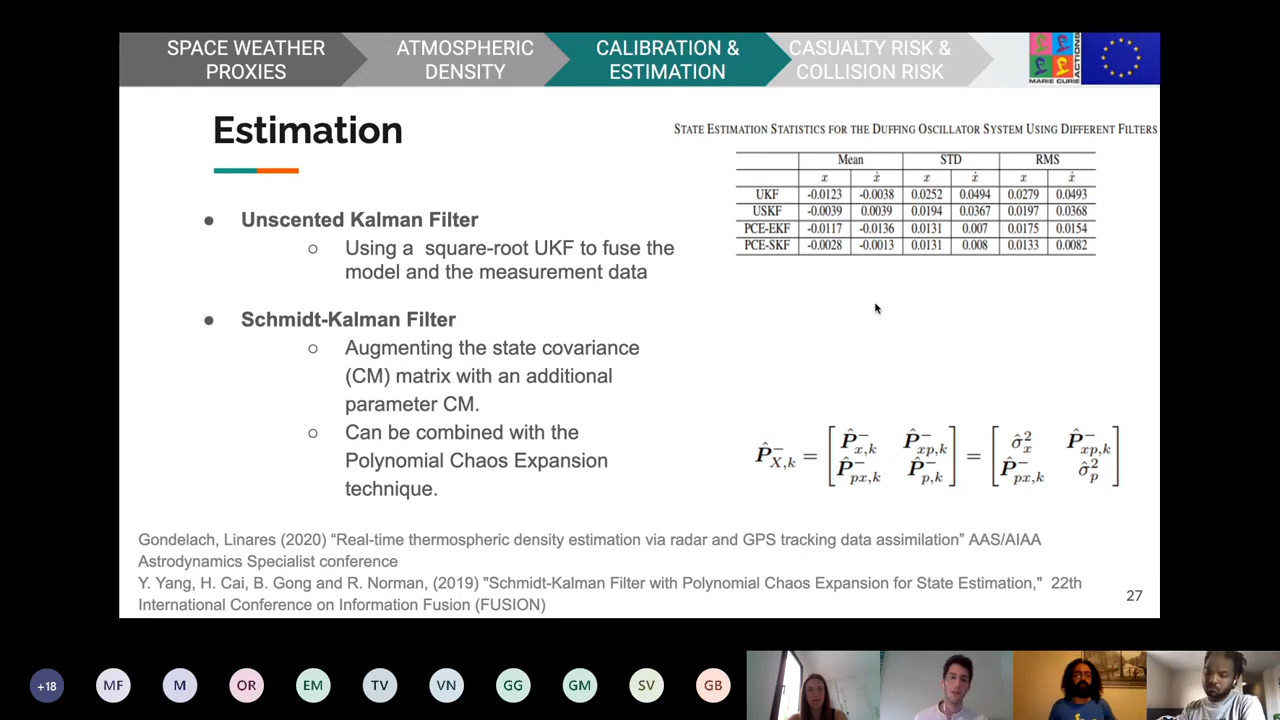 SPACE WEATHER
PROXIES
ATMOSPHERIC
DENSITY
CALIBRATION &
ESTIMATION
CASUALTY RISK &
COLLISION RISK
MARIE CURIE
ACTIONS
Estimation
● Unscented Kalman Filter
○ Using a square-root UKF to fuse the
model and the measurement data
● Schmidt-Kalman Filter
○ Augmenting the state covariance
(CM) matrix with an additional
parameter CM.
○ Can be combined with the
Polynomial Chaos Expansion
technique.
STATE ESTIMATION STATISTICS FOR THE DUFFING OSCILLATOR SYSTEM USING DIFFERENT FILTERS
Mean STD RMS
x ẋ x ẋ x ẋ
UKF -0.0123 -0.0038 0.0252 0.0494 0.0279 0.0493
USKF -0.0039 0.0039 0.0194 0.0367 0.0197 0.0368
PCE-EKF -0.0117 -0.0136 0.0131 0.007 0.0175 0.0154
PCE-SKF -0.0028 -0.0013 0.0131 0.008 0.0133 0.0082
P̂⁻X,k = [P̂⁻x,k P̂⁻xp,k; P̂⁻px,k P̂⁻p,k] = [σ̂²x P̂⁻xp,k; P̂⁻px,k σ̂²p]
Gondelach, Linares (2020) “Real-time thermospheric density estimation via radar and GPS tracking data assimilation” AAS/AIAA
Astrodynamics Specialist conference
Y. Yang, H. Cai, B. Gong and R. Norman, (2019) "Schmidt-Kalman Filter with Polynomial Chaos Expansion for State Estimation," 22th
International Conference on Information Fusion (FUSION)
27
+18 MF M OR EM TV VN GG GM SV GB